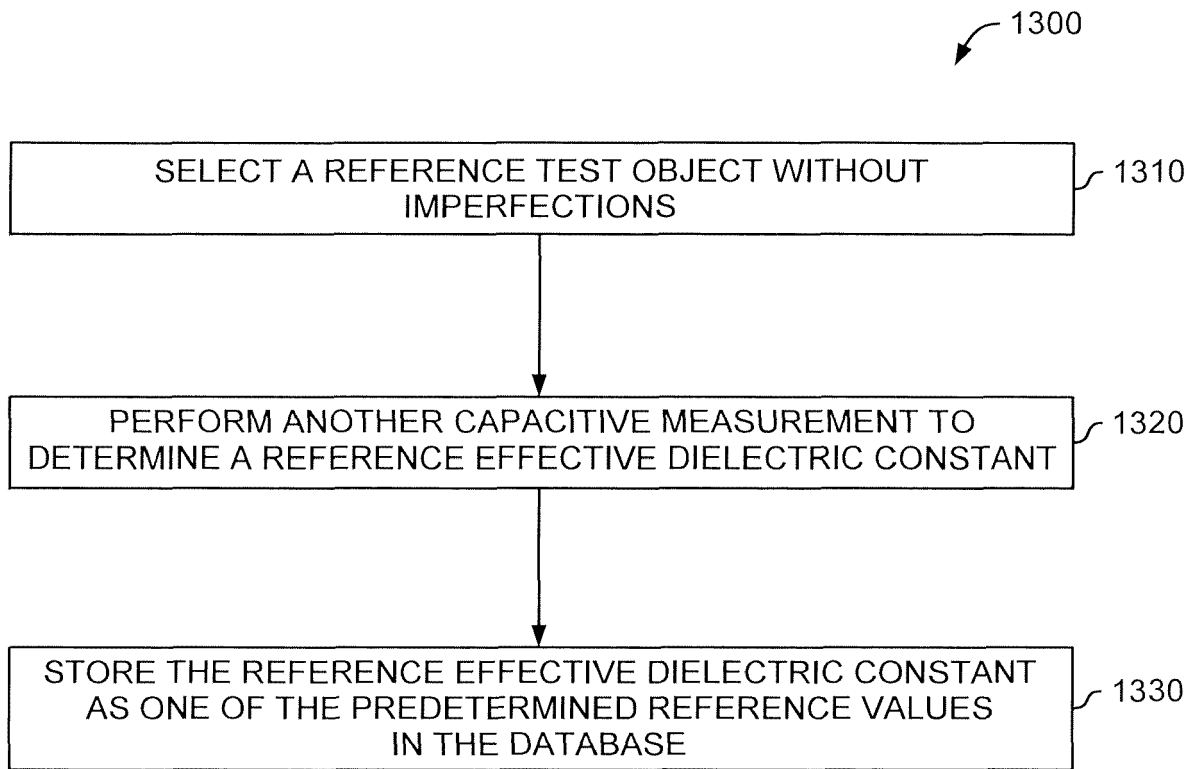 1300
SELECT A REFERENCE TEST OBJECT WITHOUT
IMPERFECTIONS
1310
PERFORM ANOTHER CAPACITIVE MEASUREMENT TO
DETERMINE A REFERENCE EFFECTIVE DIELECTRIC CONSTANT
1320
STORE THE REFERENCE EFFECTIVE DIELECTRIC CONSTANT
AS ONE OF THE PREDETERMINED REFERENCE VALUES
IN THE DATABASE
1330